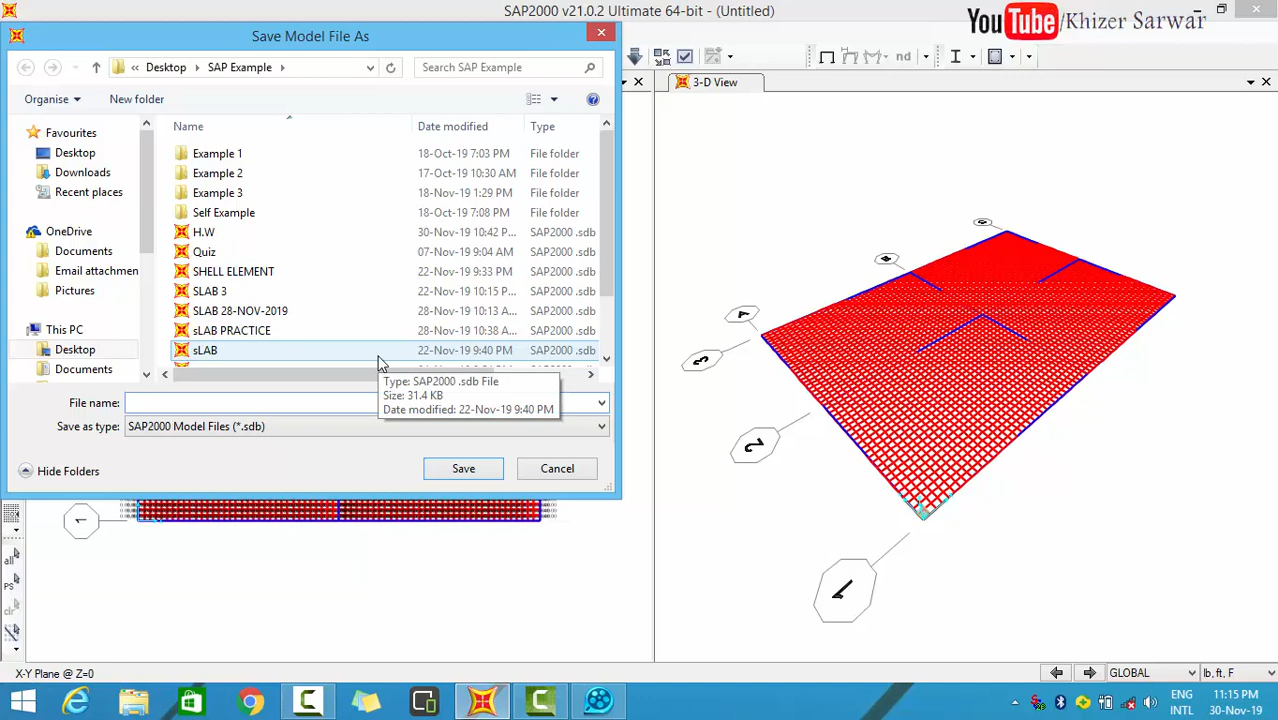 SAP2000 v21.0.2 Ultimate 64-bit - (Untitled)
YouTube/Khizer Sarwar
Save Model File As
Desktop
SAP Example
Search SAP Example
Organise
New folder
nd
3-D View
Name
Date modified
Type
Favourites
Desktop
Downloads
Recent places
OneDrive
Documents
Email attachmen
Pictures
This PC
Desktop
Documents
Example 1 18-Oct-19 7:03 PM File folder
Example 2 17-Oct-19 10:30 AM File folder
Example 3 18-Nov-19 1:29 PM File folder
Self Example 18-Oct-19 7:08 PM File folder
H.W 30-Nov-19 10:42 P... SAP2000 .sdb
Quiz 07-Nov-19 9:04 AM SAP2000 .sdb
SHELL ELEMENT 22-Nov-19 9:33 PM SAP2000 .sdb
SLAB 3 22-Nov-19 10:15 P... SAP2000 .sdb
SLAB 28-NOV-2019 28-Nov-19 10:13 A... SAP2000 .sdb
sLAB PRACTICE 28-Nov-19 10:38 A... SAP2000 .sdb
sLAB 22-Nov-19 9:40 PM SAP2000 .sdb
Type: SAP2000 .sdb File
Size: 31.4 KB
Date modified: 22-Nov-19 9:40 PM
File name:
Save as type: SAP2000 Model Files (*.sdb)
Hide Folders
Save
Cancel
1
all
PS
clr
3
2
1
X-Y Plane @ Z=0
GLOBAL
lb, ft, F
ENG
INTL
11:15 PM
30-Nov-19